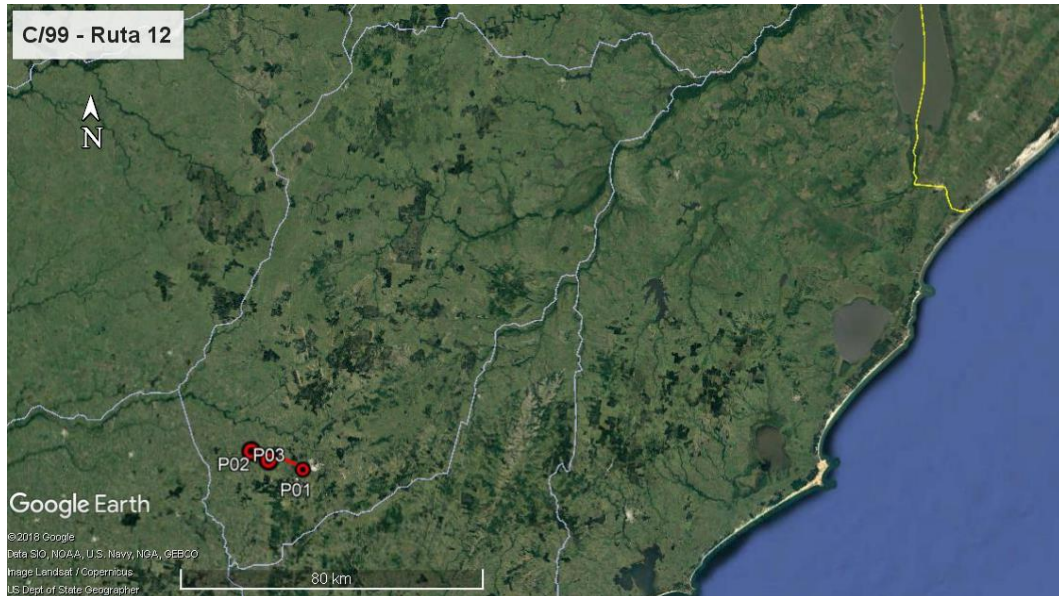 C/99 - Ruta 12
N
P02
P03
P01
Google Earth
©2018 Google
Data SIO, NOAA, U.S. Navy, NGA, GEBCO
Image Landsat / Copernicus
US Dept of State Geographer
80 km